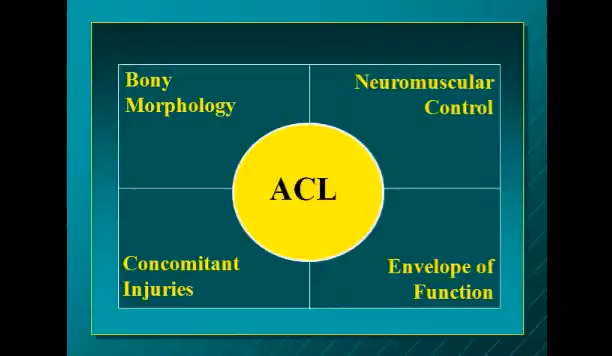 Bony
Morphology
Neuromuscular
Control
ACL
Concomitant
Injuries
Envelope of
Function